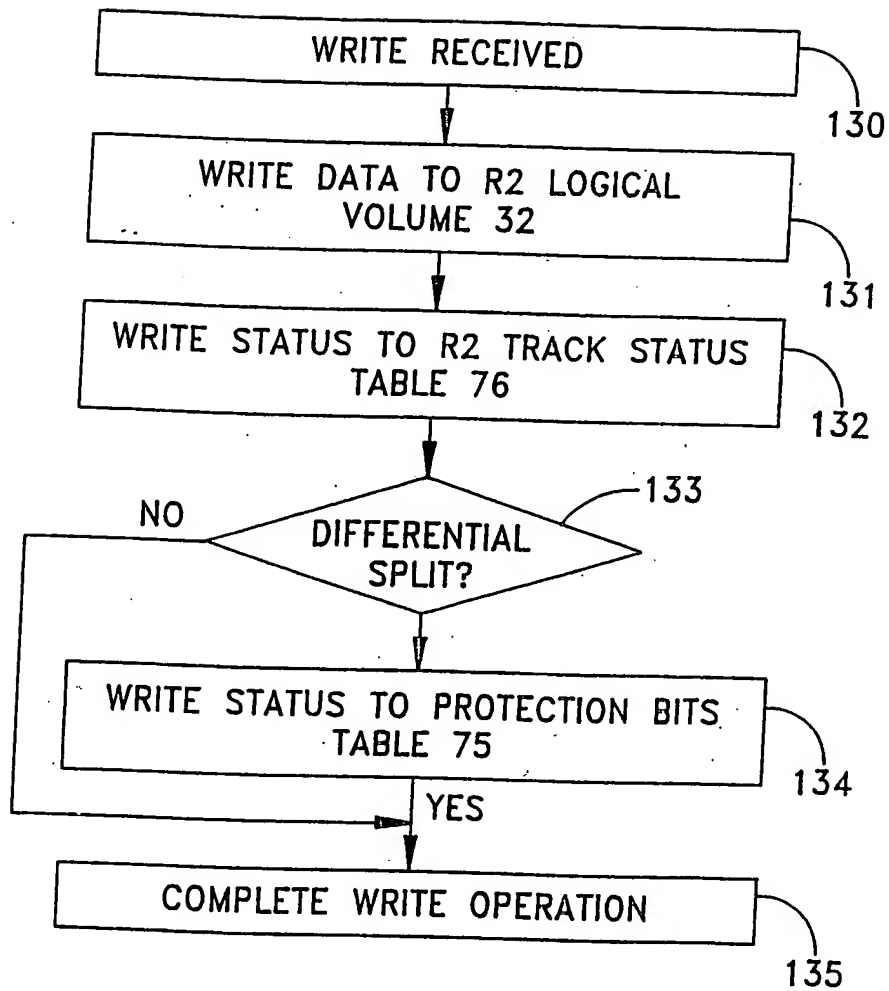 WRITE RECEIVED
130
WRITE DATA TO R2 LOGICAL
VOLUME 32
131
WRITE STATUS TO R2 TRACK STATUS
TABLE 76
132
133
NO
DIFFERENTIAL
SPLIT?
WRITE STATUS TO PROTECTION BITS
TABLE 75
134
YES
COMPLETE WRITE OPERATION
135